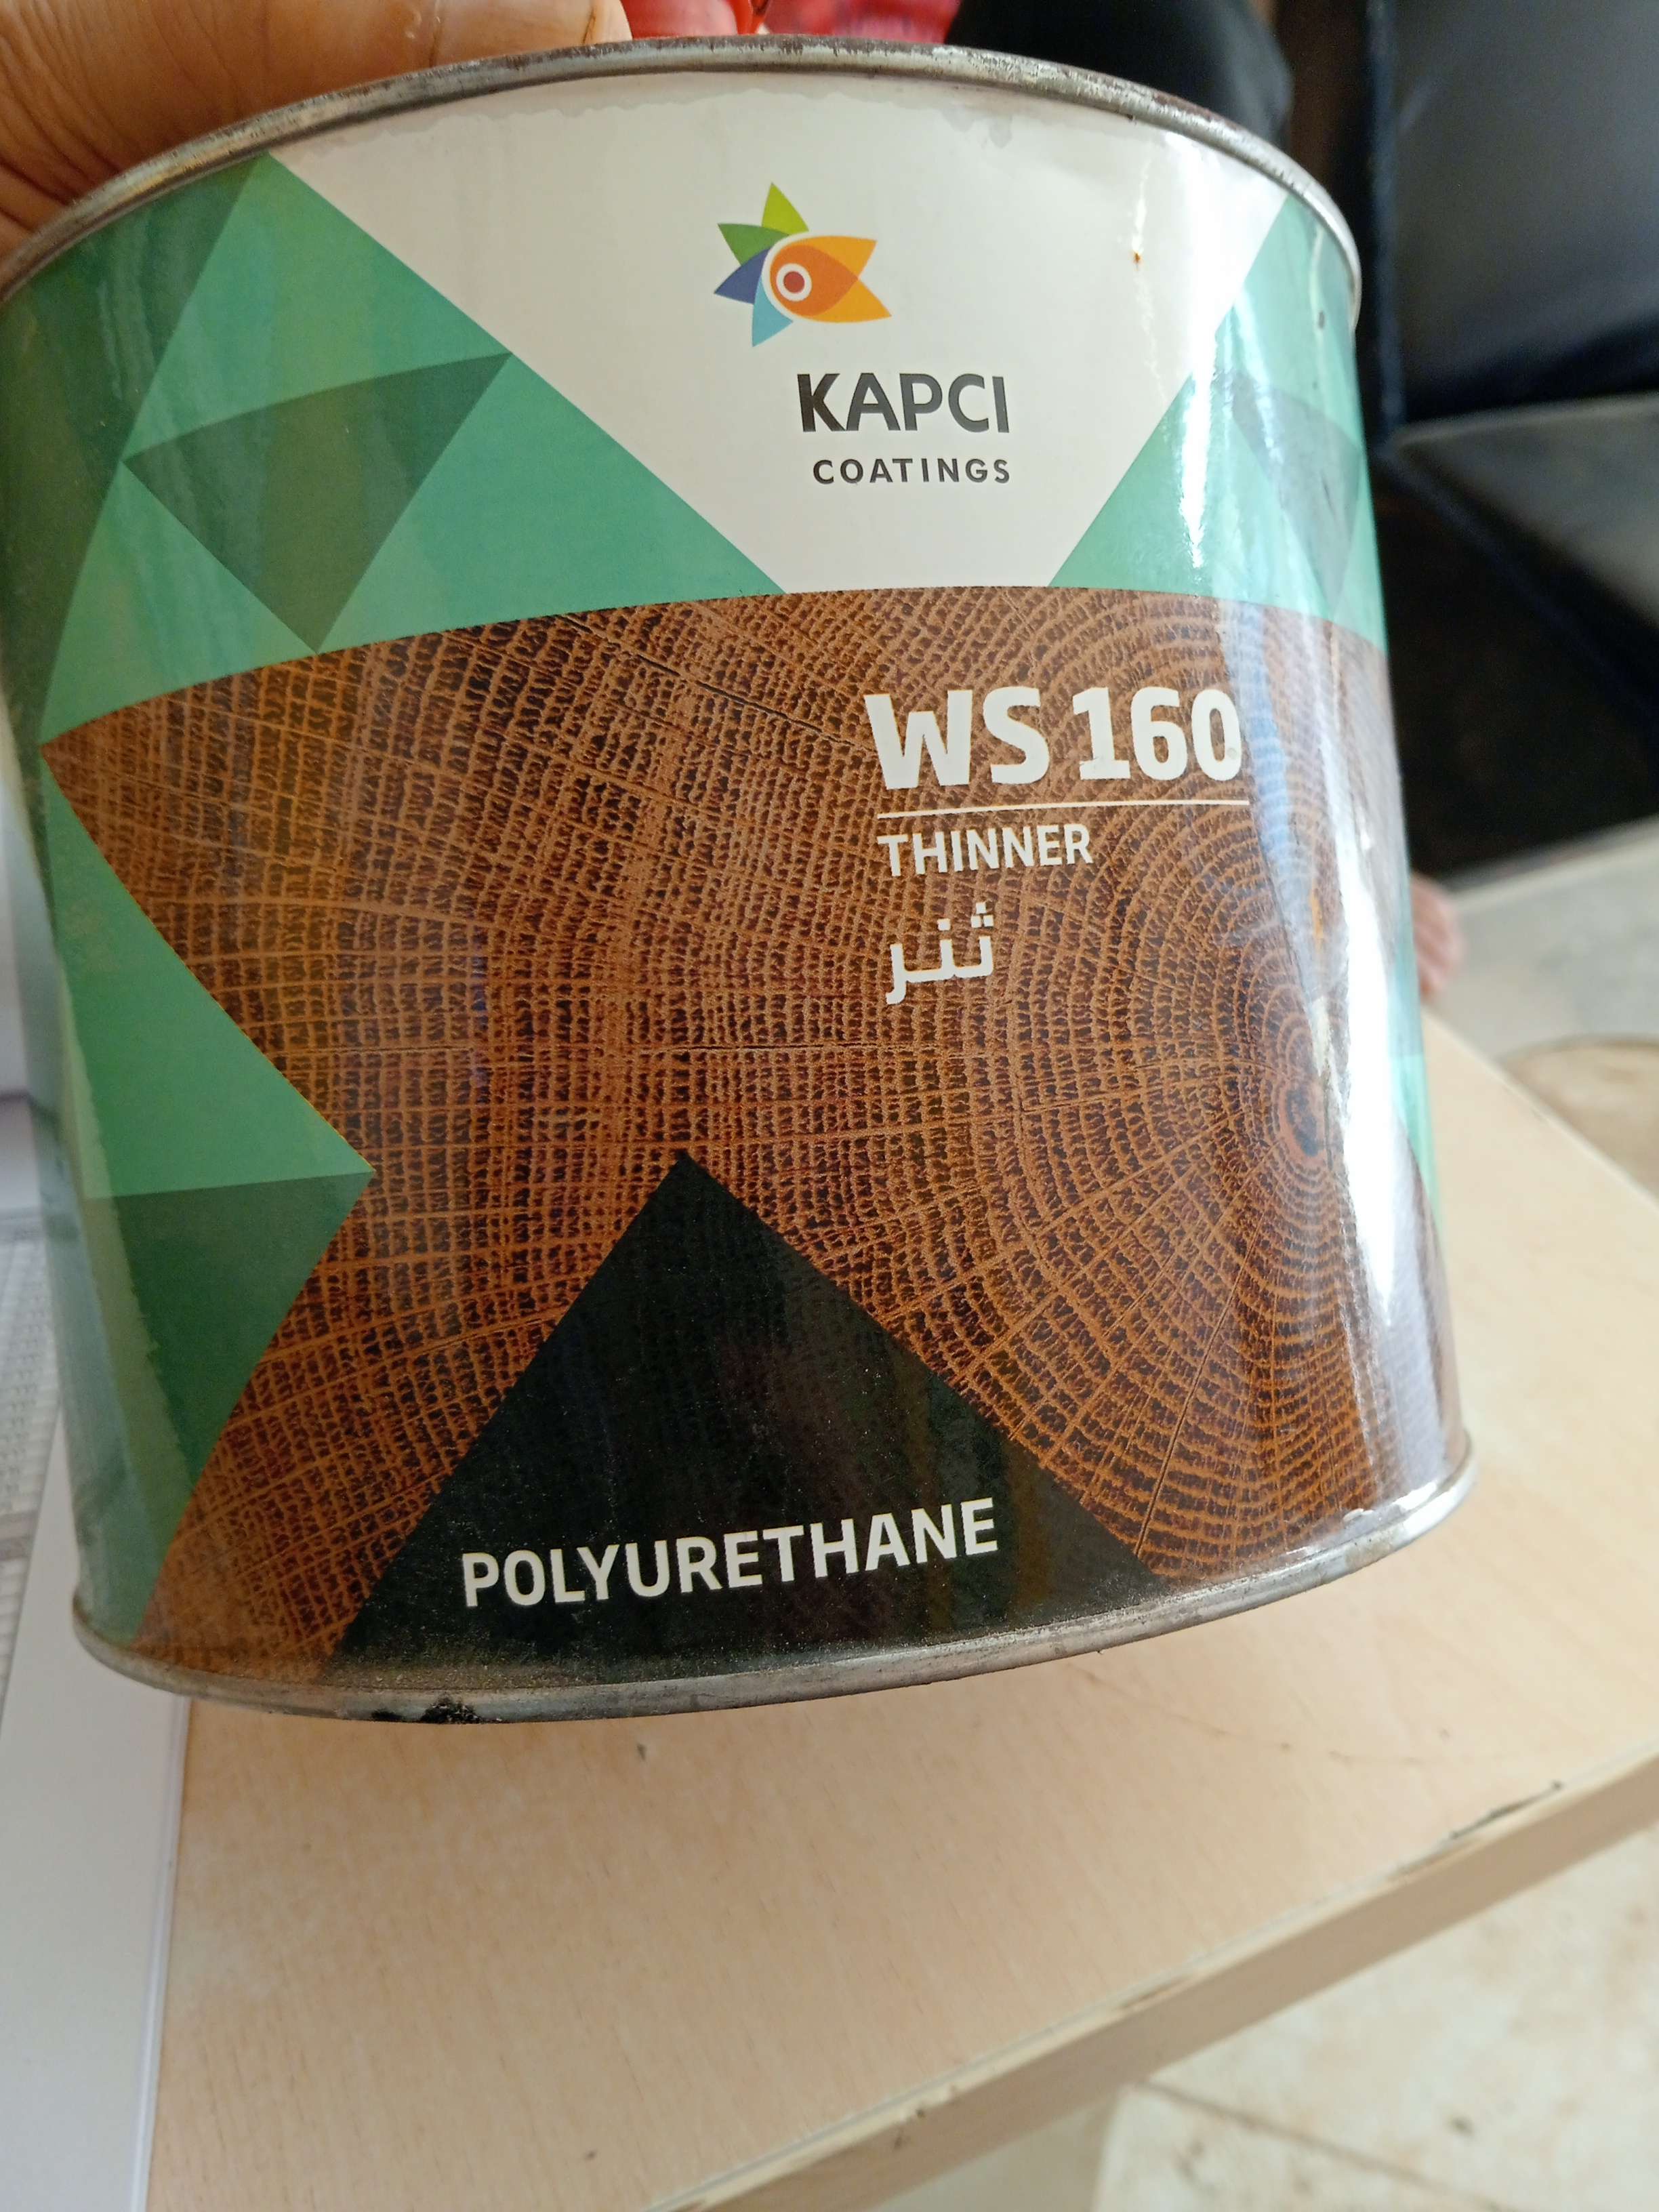 KAPCI
COATINGS
WS 160
THINNER
ثنر
POLYURETHANE